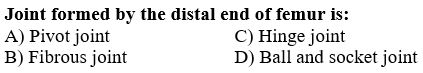 Joint formed by the distal end of femur is:
A) Pivot joint C) Hinge joint
B) Fibrous joint D) Ball and socket joint